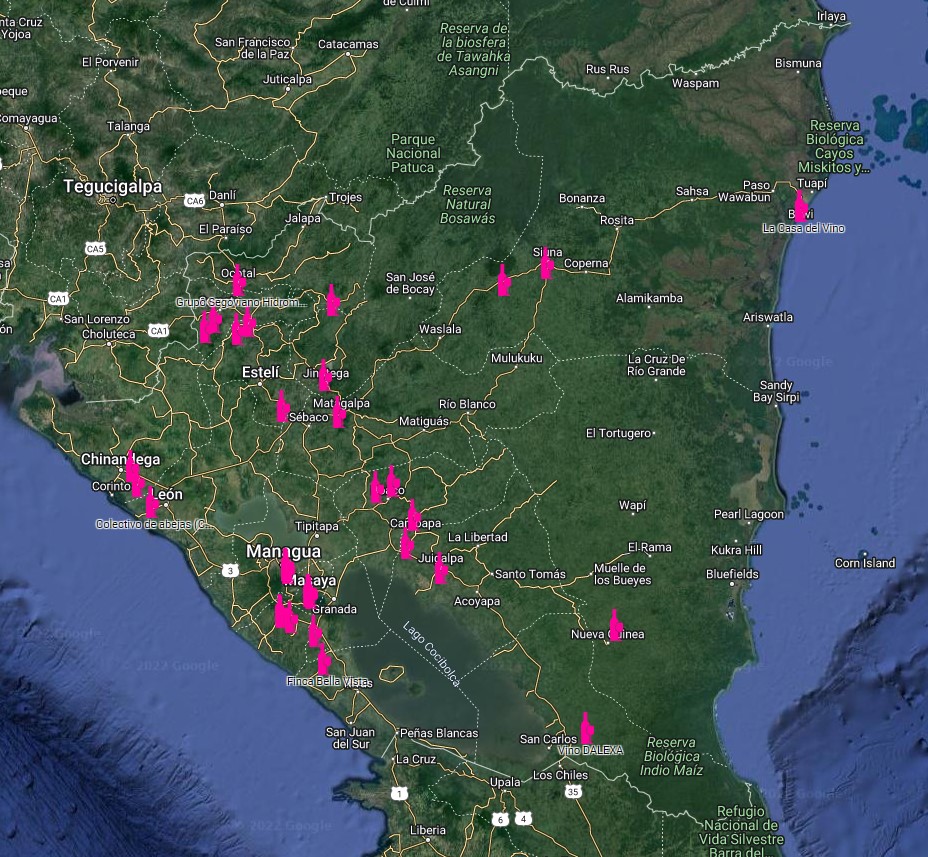 de Culmí
Irlaya
nta Cruz
Yojoa
San Francisco
de la Paz
Catacamas
Reserva de
la biosfera
de Tawahka
Asangni
El Porvenir
Rus Rus
Bismuna
Juticalpa
Waspam
Comayagua
Talanga
Parque
Nacional
Patuca
Reserva
Biológica
Cayos
Miskitos y...
Tegucigalpa
CA6
Danlí
Trojes
Reserva
Natural
Bosawás
Bonanza
Sahsa
Paso
Wawabun
Tuapí
Jalapa
Rosita
El Paraíso
La Casa del Vino
CA5
Siuna
Coperna
Ocotal
San José
de Bocay
CA1
Grupo Segoviano Hidrom...
Alamikamba
San Lorenzo
Choluteca
CA1
Waslala
Ariswatla
Mulukuku
La Cruz De
Río Grande
Estelí
Jinotega
Sandy
Bay Sirpi
Matagalpa
Sébaco
Río Blanco
Matiguás
El Tortugero
Chinandega
Corinto
León
Colectivo de abejas (C...
Wapí
Pearl Lagoon
Tipitapa
Camoapa
La Libertad
Managua
El Rama
Kukra Hill
Juigalpa
Corn Island
3
Santo Tomás
Muelle de
los Bueyes
Bluefields
Masaya
Granada
Acoyapa
Nueva Guinea
Lago Cocibolca
Finca Bella Vista
San Juan
del Sur
Peñas Blancas
San Carlos
Vino DALEXA
Reserva
Biológica
Indio Maíz
La Cruz
Upala
Los Chiles
1
35
6
4
Liberia
Refugio
Nacional de
Vida Silvestre
Barra del
© 2022 Google
© 2022 Google